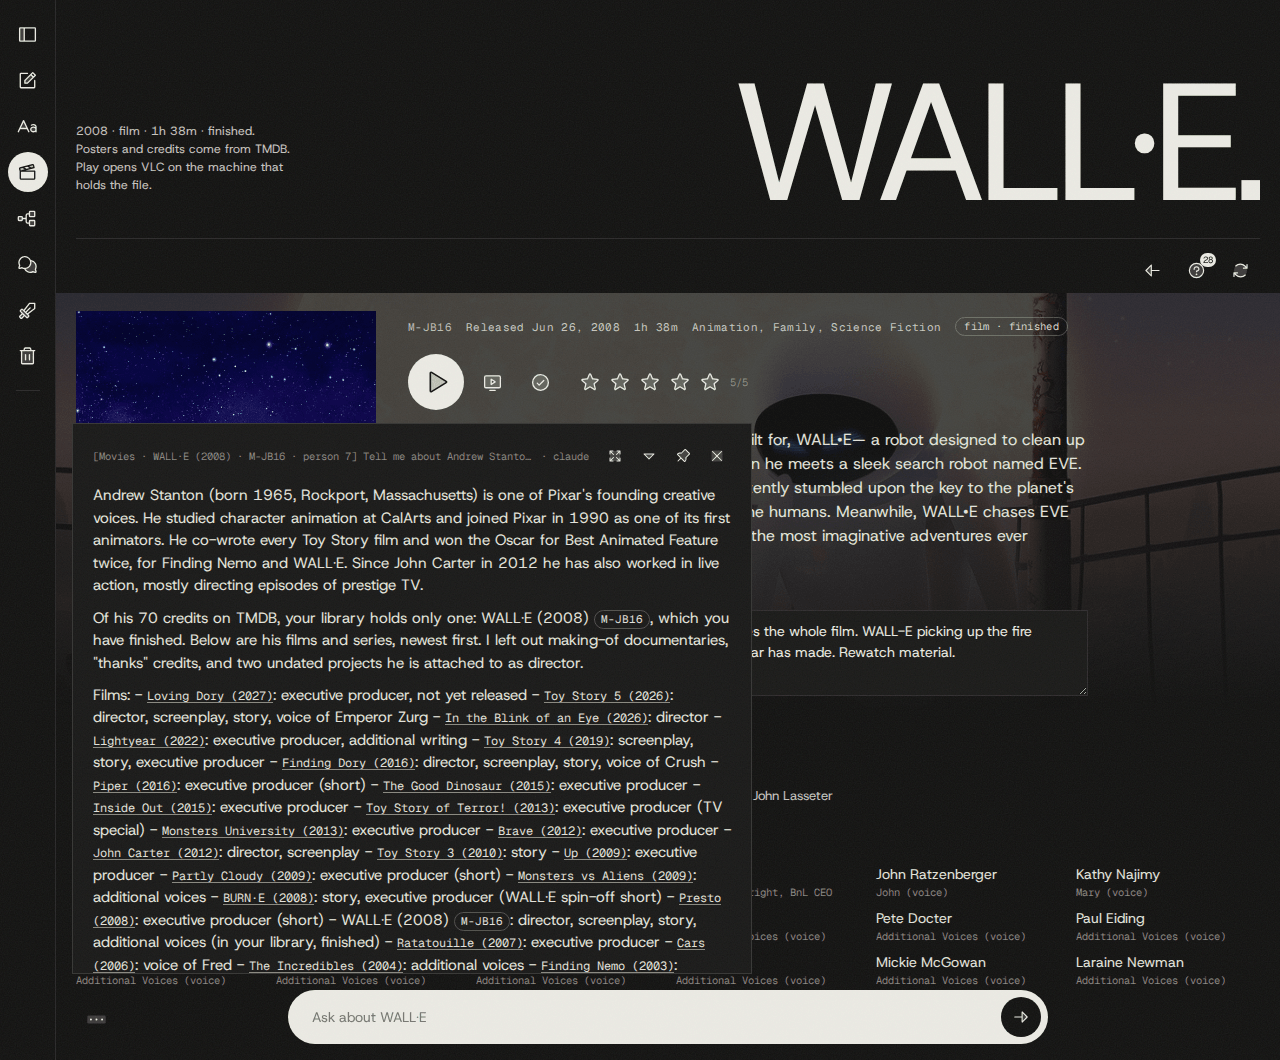 WALL·E.
2008 · film · 1h 38m · finished.
Posters and credits come from TMDB.
Play opens VLC on the machine that
holds the file.
Aa
28
M-JB16 Released Jun 26, 2008 1h 38m Animation, Family, Science Fiction film · finished
5/5
ilt for, WALL•E— a robot designed to clean up
n he meets a sleek search robot named EVE.
ently stumbled upon the key to the planet's
ne humans. Meanwhile, WALL•E chases EVE
the most imaginative adventures ever
[Movies · WALL·E (2008) · M-JB16 · person 7] Tell me about Andrew Stanto… · claude
Andrew Stanton (born 1965, Rockport, Massachusetts) is one of Pixar's founding creative
voices. He studied character animation at CalArts and joined Pixar in 1990 as one of its first
animators. He co-wrote every Toy Story film and won the Oscar for Best Animated Feature
twice, for Finding Nemo and WALL·E. Since John Carter in 2012 he has also worked in live
action, mostly directing episodes of prestige TV.
Of his 70 credits on TMDB, your library holds only one: WALL·E (2008) M-JB16, which you
have finished. Below are his films and series, newest first. I left out making-of documentaries,
"thanks" credits, and two undated projects he is attached to as director.
Films: - Loving Dory (2027): executive producer, not yet released - Toy Story 5 (2026):
director, screenplay, story, voice of Emperor Zurg - In the Blink of an Eye (2026): director -
Lightyear (2022): executive producer, additional writing - Toy Story 4 (2019): screenplay,
story, executive producer - Finding Dory (2016): director, screenplay, story, voice of Crush -
Piper (2016): executive producer (short) - The Good Dinosaur (2015): executive producer -
Inside Out (2015): executive producer - Toy Story of Terror! (2013): executive producer (TV
special) - Monsters University (2013): executive producer - Brave (2012): executive producer -
John Carter (2012): director, screenplay - Toy Story 3 (2010): story - Up (2009): executive
producer - Partly Cloudy (2009): executive producer (short) - Monsters vs Aliens (2009):
additional voices - BURN·E (2008): story, executive producer (WALL·E spin-off short) - Presto
(2008): executive producer (short) - WALL·E (2008) M-JB16: director, screenplay, story,
additional voices (in your library, finished) - Ratatouille (2007): executive producer - Cars
(2006): voice of Fred - The Incredibles (2004): additional voices - Finding Nemo (2003):
s the whole film. WALL-E picking up the fire
ar has made. Rewatch material.
John Lasseter
John Ratzenberger
Kathy Najimy
right, BnL CEO
John (voice)
Mary (voice)
Pete Docter
Paul Eiding
ices (voice)
Additional Voices (voice)
Additional Voices (voice)
Mickie McGowan
Laraine Newman
Additional Voices (voice)
Additional Voices (voice)
Additional Voices (voice)
Additional Voices (voice)
Additional Voices (voice)
Additional Voices (voice)
Ask about WALL·E